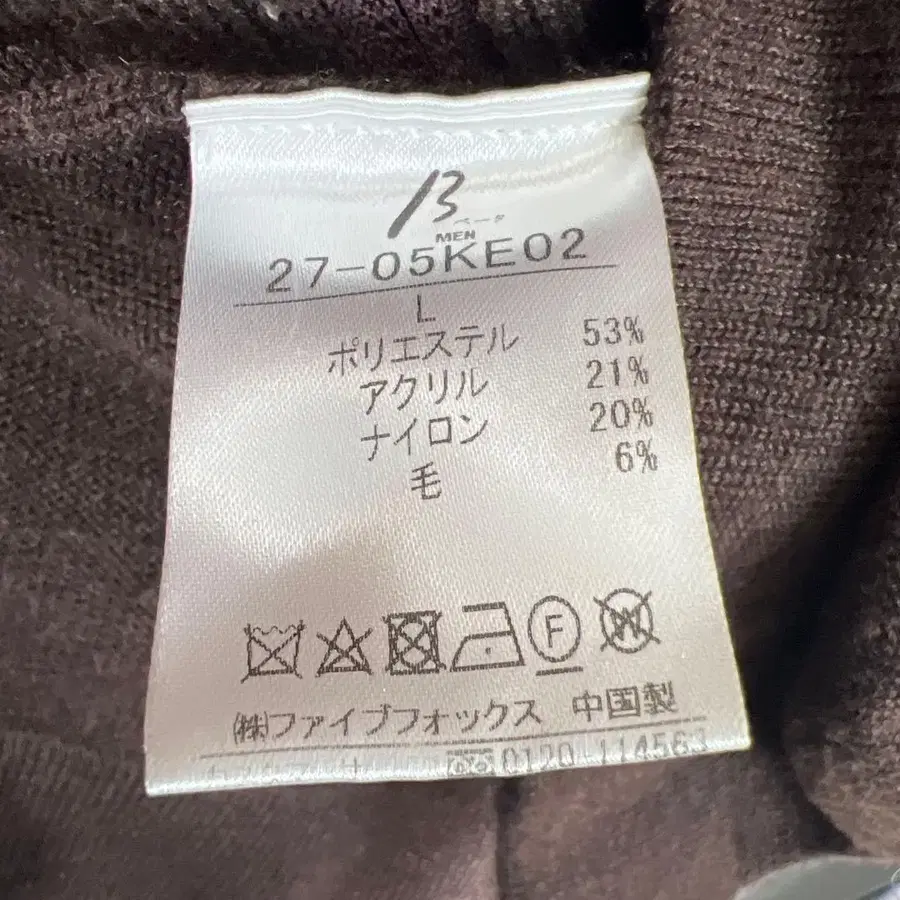 β
ベータ
MEN
27-05KE02
L
ポリエステル 53%
アクリル 21%
ナイロン 20%
毛 6%
F W
(株)ファイブフォックス 中国製
0120-114563